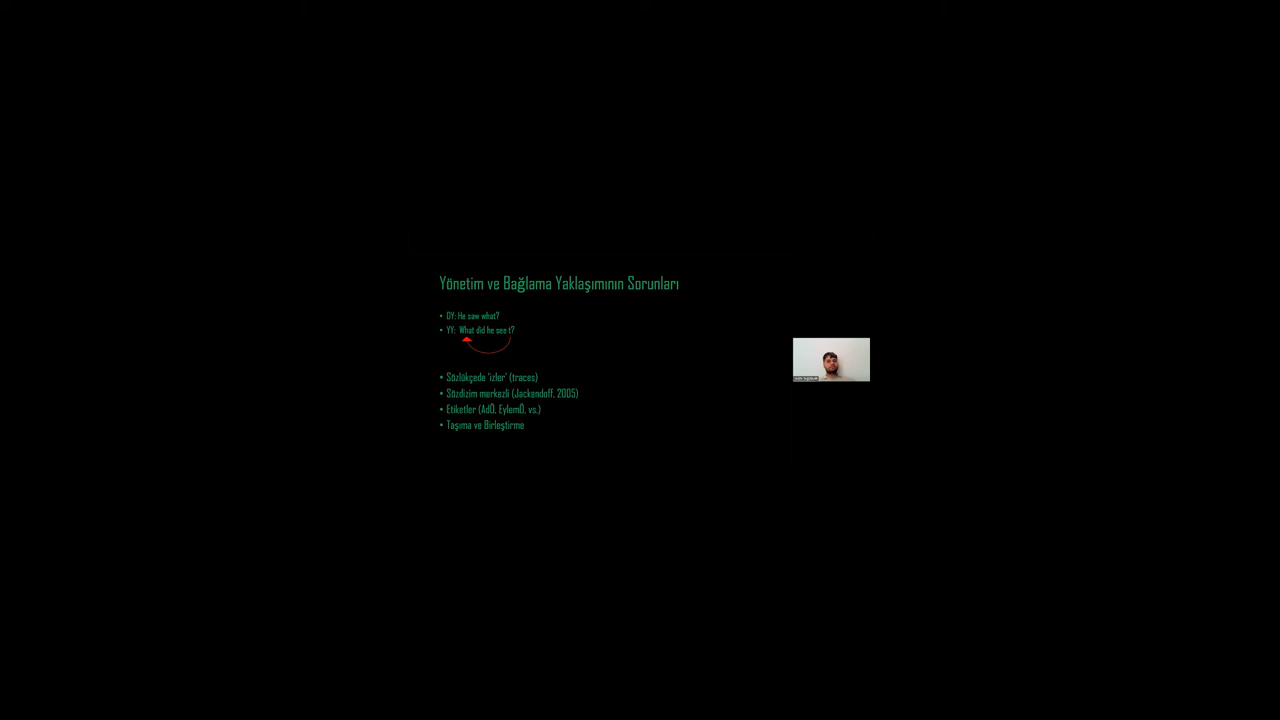 Yönetim ve Bağlama Yaklaşımının Sorunları
• DY: He saw what?
• YY: What did he see t?
• Sözlükçede 'izler' (traces)
• Sözdizim merkezli (Jackendoff, 2005)
• Etiketler (AdÖ, EylemÖ, vs.)
• Taşıma ve Birleştirme